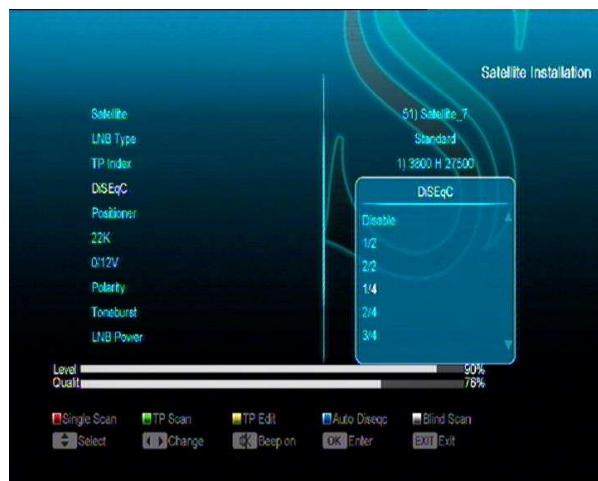 Satellite Installation
Satellite 51) Satellite_7
LNB Type Standard
TP Index 1) 3800 H 27500
DiSEqC DiSEqC
Positioner Disable
22K 1/2
0/12V 2/2
Polarity 1/4
Toneburst 2/4
LNB Power 3/4
Level 90%
Qualit 76%
Single Scan TP Scan TP Edit Auto Diseqc Blind Scan
Select Change Beep on OK Enter EXIT Exit